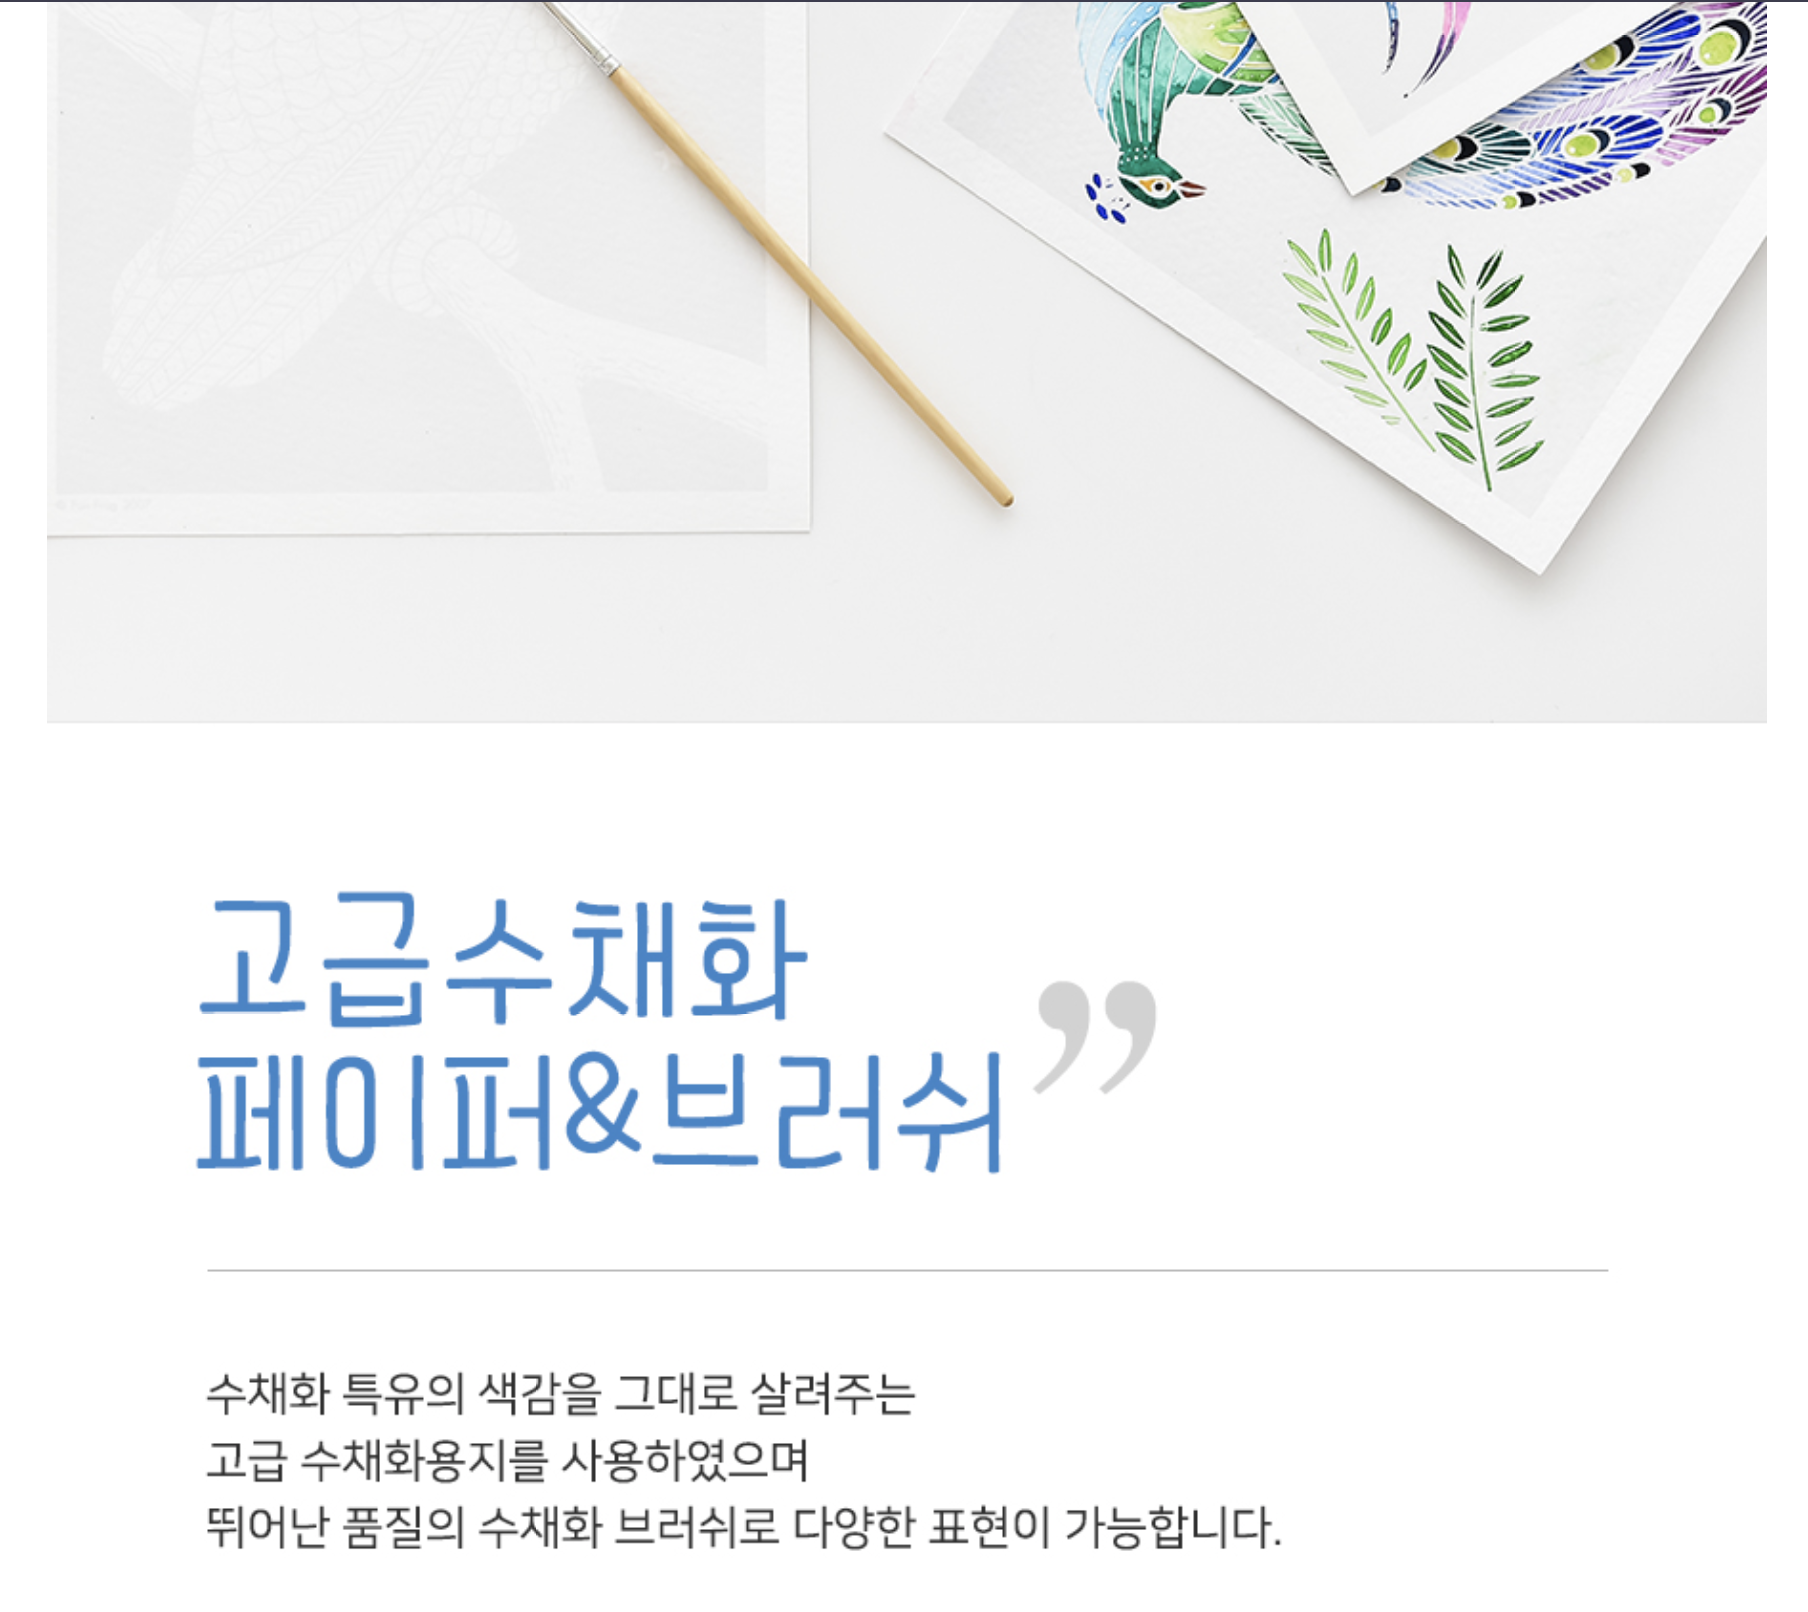 고급수채화
페이퍼&브러쉬”
수채화 특유의 색감을 그대로 살려주는
고급 수채화용지를 사용하였으며
뛰어난 품질의 수채화 브러쉬로 다양한 표현이 가능합니다.